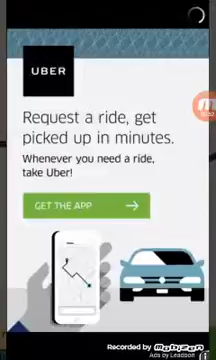 UBER
Request a ride, get
picked up in minutes.
Whenever you need a ride,
take Uber!
GET THE APP
Recorded by Mobizen
Ads by Leadbolt